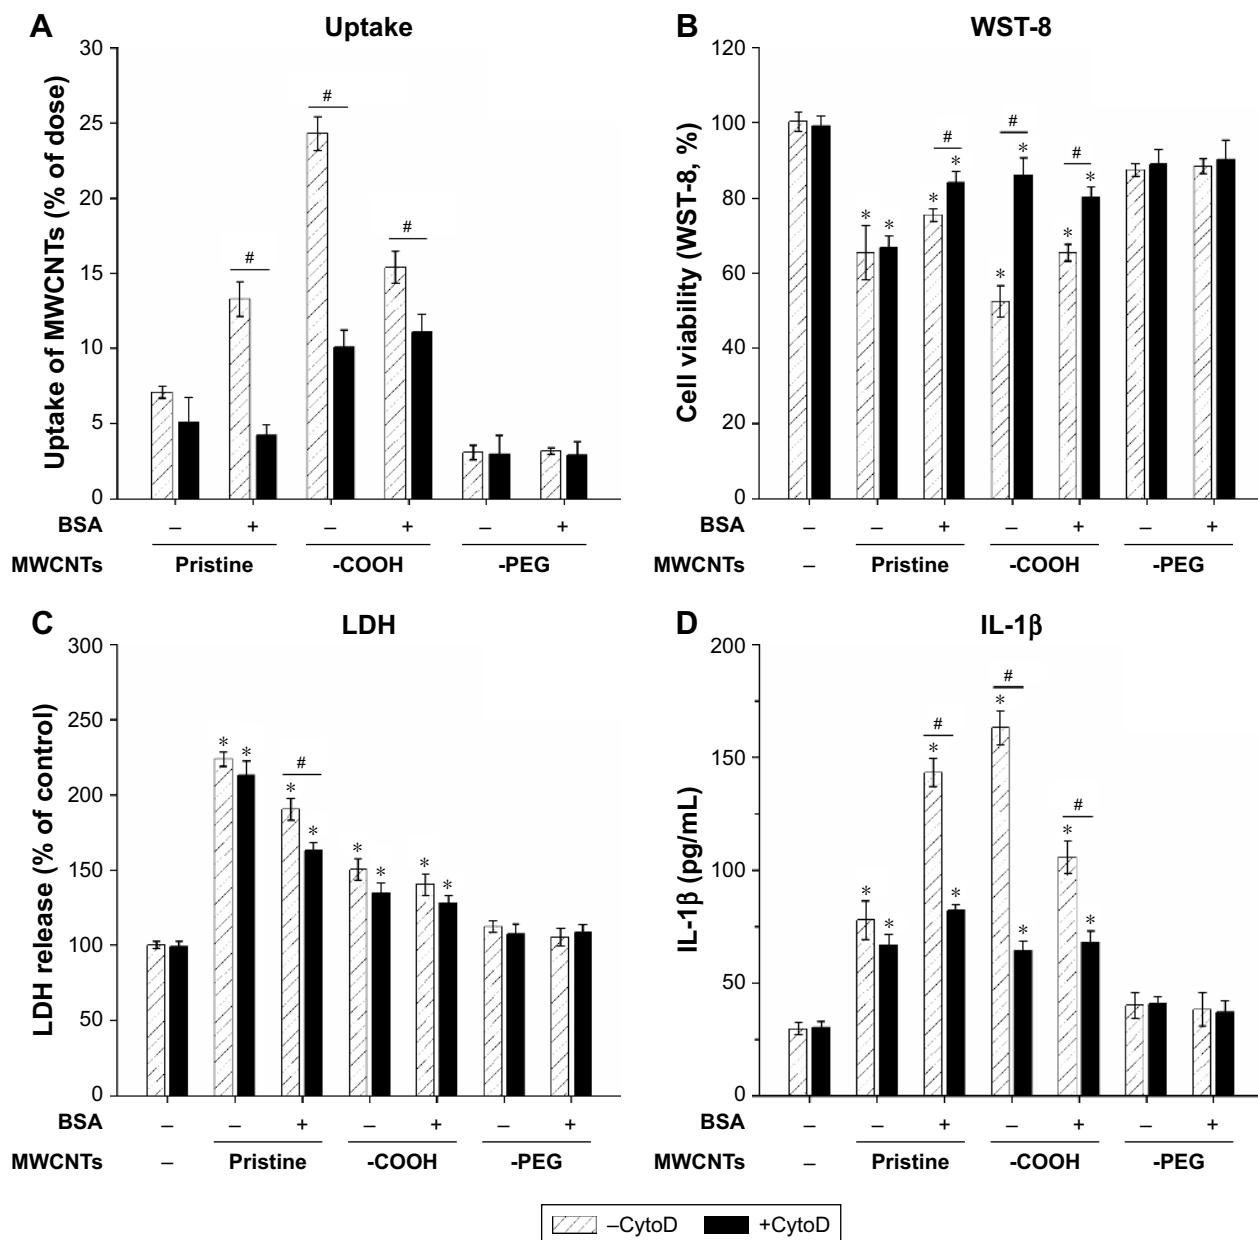 A
Uptake
Uptake of MWCNTs (% of dose)
30
25
20
15
10
5
0
#
#
#
BSA – + – + – +
MWCNTs Pristine -COOH -PEG
B
WST-8
Cell viability (WST-8, %)
120
100
80
60
40
20
0
# # #
* * * * * * * *
BSA – – + – + – +
MWCNTs – Pristine -COOH -PEG
C
LDH
LDH release (% of control)
300
250
200
150
100
50
0
#
* * * * * * * *
BSA – – + – + – +
MWCNTs – Pristine -COOH -PEG
D
IL-1β
IL-1β (pg/mL)
200
150
100
50
0
# # #
* * * * * * * *
BSA – – + – + – +
MWCNTs – Pristine -COOH -PEG
–CytoD +CytoD